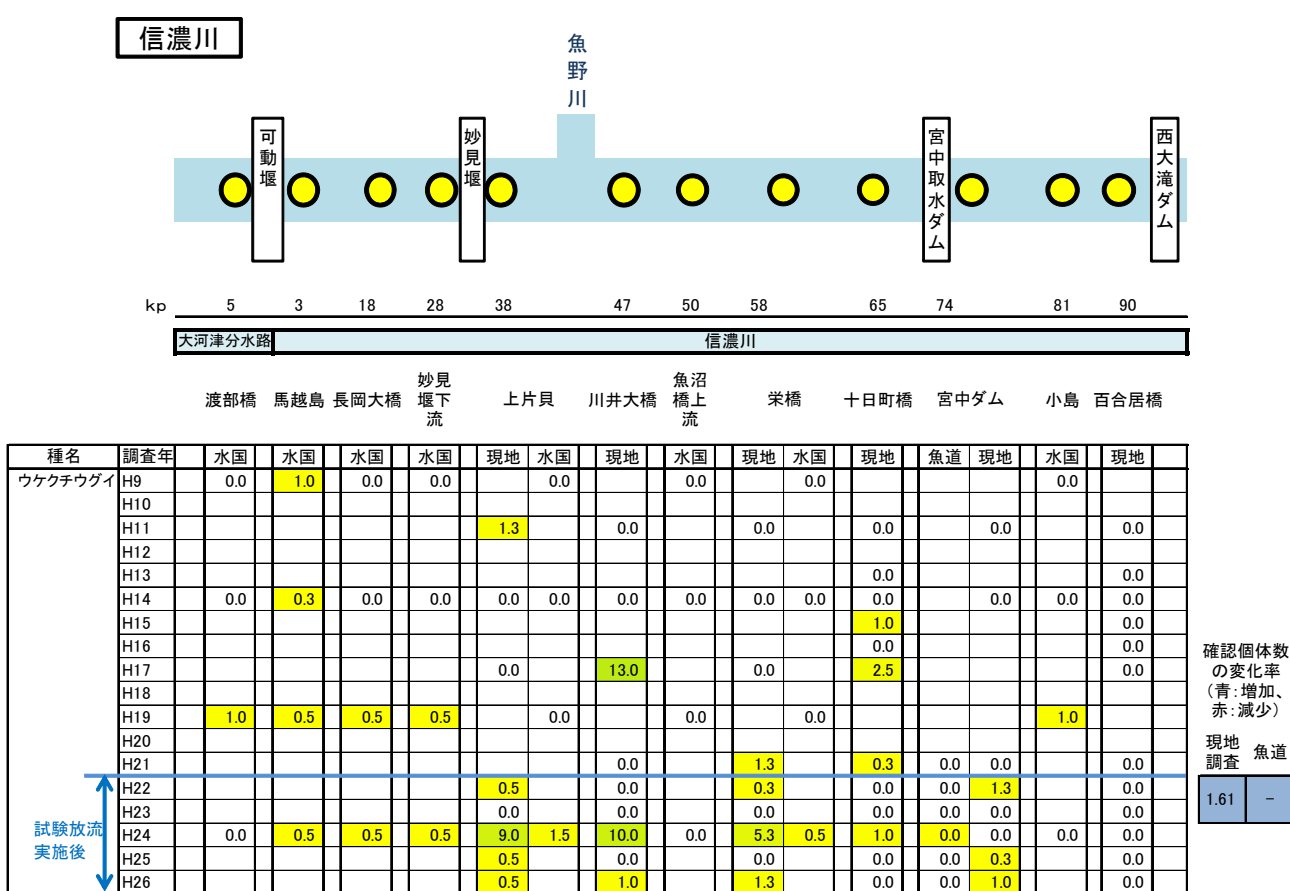 信濃川
魚野川
可動堰
妙見堰
宮中取水ダム
西大滝ダム
kp 5 3 18 28 38 47 50 58 65 74 81 90
大河津分水路 信濃川
渡部橋 馬越島 長岡大橋 妙見堰下流 上片貝 川井大橋 魚沼橋上流 栄橋 十日町橋 宮中ダム 小島 百合居橋
種名 調査年 水国 水国 水国 水国 現地 水国 現地 水国 現地 水国 現地 魚道 現地 水国 現地
ウケクチウグイ H9 0.0 1.0 0.0 0.0 0.0 0.0 0.0 0.0
H10
H11 1.3 0.0 0.0 0.0 0.0 0.0
H12
H13 0.0 0.0
H14 0.0 0.3 0.0 0.0 0.0 0.0 0.0 0.0 0.0 0.0 0.0 0.0 0.0 0.0
H15 1.0 0.0
H16 0.0 0.0
H17 0.0 13.0 0.0 2.5 0.0
H18
H19 1.0 0.5 0.5 0.5 0.0 0.0 0.0 1.0
H20
H21 0.0 1.3 0.3 0.0 0.0 0.0
H22 0.5 0.0 0.3 0.0 0.0 1.3 0.0
H23 0.0 0.0 0.0 0.0 0.0 0.0 0.0
H24 0.0 0.5 0.5 0.5 9.0 1.5 10.0 0.0 5.3 0.5 1.0 0.0 0.0 0.0 0.0
H25 0.5 0.0 0.0 0.0 0.0 0.3 0.0
H26 0.5 1.0 1.3 0.0 0.0 1.0 0.0
試験放流
実施後
確認個体数
の変化率
(青:増加、
赤:減少)
現地調査 魚道
1.61 －